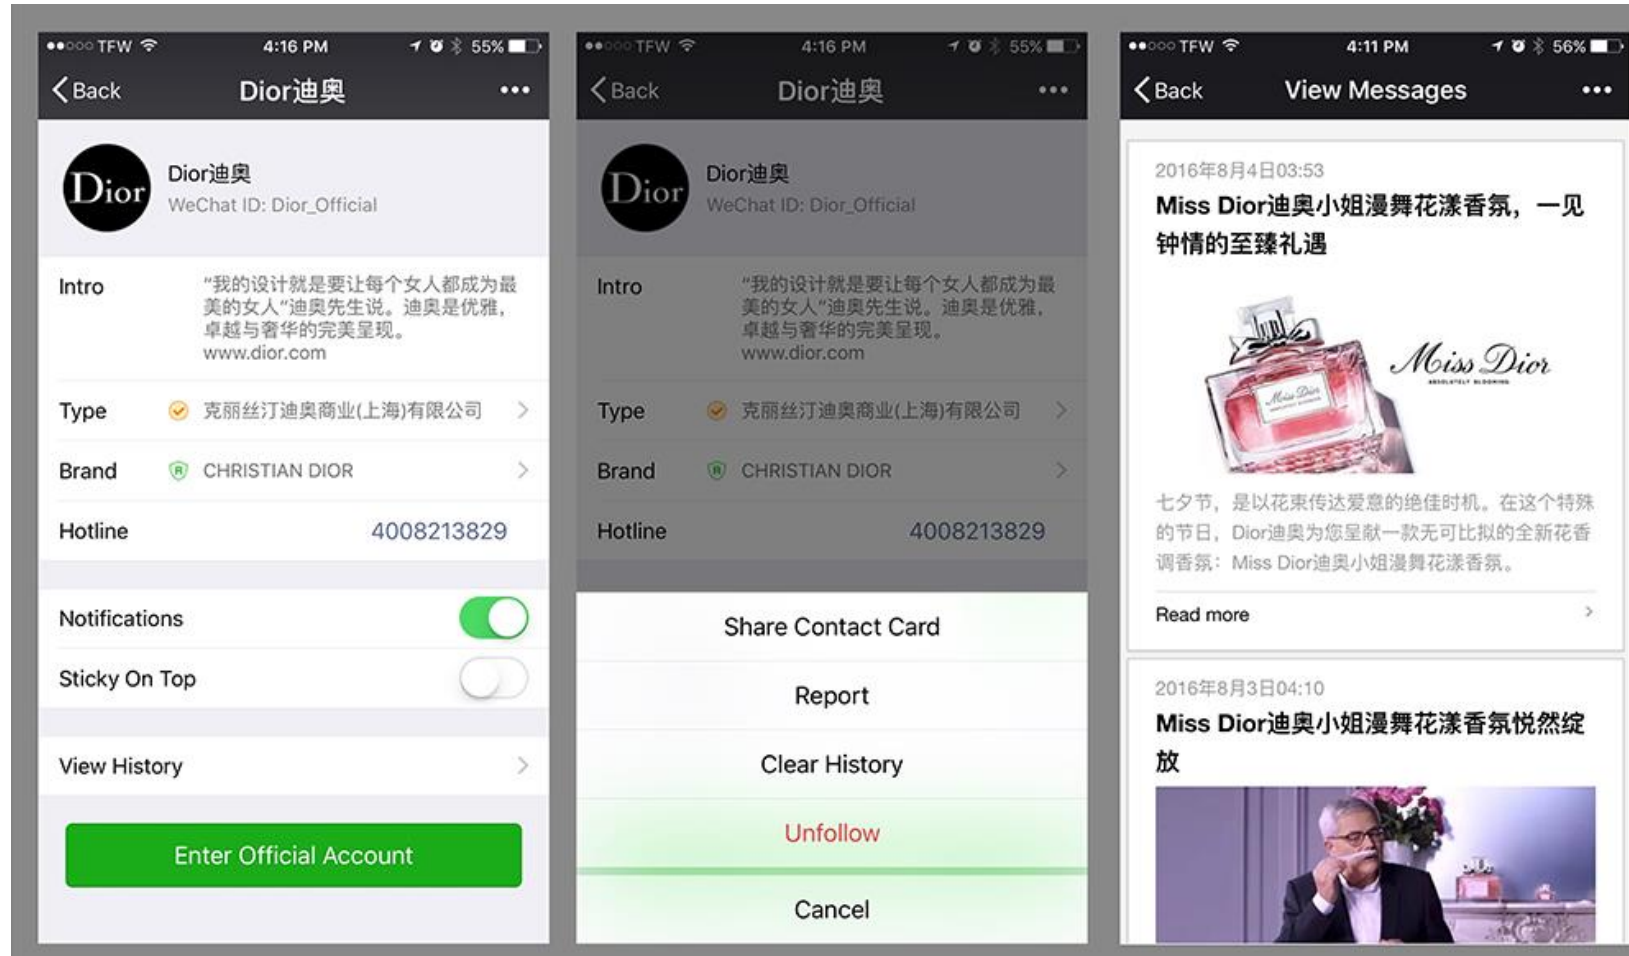 TFW 4:16 PM 55%
Back Dior迪奥
Dior
Dior迪奥
WeChat ID: Dior_Official
Intro
“我的设计就是要让每个女人都成为最
美的女人”迪奥先生说。迪奥是优雅,
卓越与奢华的完美呈现。
www.dior.com
Type 克丽丝汀迪奥商业(上海)有限公司
Brand R CHRISTIAN DIOR
Hotline 4008213829
Notifications
Sticky On Top
View History
Enter Official Account
TFW 4:16 PM 55%
Back Dior迪奥
Dior
Dior迪奥
WeChat ID: Dior_Official
Intro
“我的设计就是要让每个女人都成为最
美的女人”迪奥先生说。迪奥是优雅,
卓越与奢华的完美呈现。
www.dior.com
Type 克丽丝汀迪奥商业(上海)有限公司
Brand R CHRISTIAN DIOR
Hotline 4008213829
Share Contact Card
Report
Clear History
Unfollow
Cancel
TFW 4:11 PM 56%
Back View Messages
2016年8月4日03:53
Miss Dior迪奥小姐漫舞花漾香氛，一见
钟情的至臻礼遇
Miss Dior
Miss Dior
ABSOLUTELY BLOOMING
七夕节，是以花束传达爱意的绝佳时机。在这个特殊
的节日，Dior迪奥为您呈献一款无可比拟的全新花香
调香氛：Miss Dior迪奥小姐漫舞花漾香氛。
Read more
2016年8月3日04:10
Miss Dior迪奥小姐漫舞花漾香氛悦然绽
放